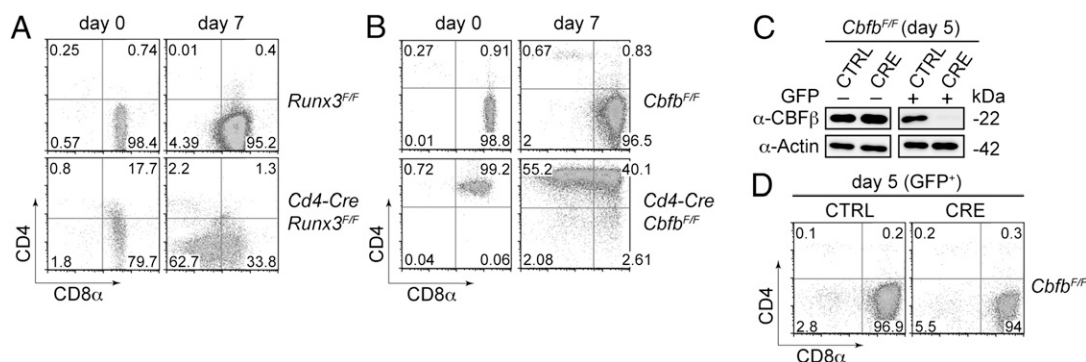 A
day 0
day 7
0.25
0.74
0.57
98.4
0.01
0.4
4.39
95.2
Runx3F/F
0.8
17.7
1.8
79.7
2.2
1.3
62.7
33.8
Cd4-Cre
Runx3F/F
CD4
CD8α
B
day 0
day 7
0.27
0.91
0.01
98.8
0.67
0.83
2
96.5
CbfbF/F
0.72
99.2
0.04
0.06
55.2
40.1
2.08
2.61
Cd4-Cre
CbfbF/F
CD4
CD8α
C
CbfbF/F (day 5)
CTRL
CRE
CTRL
CRE
GFP − − + + kDa
α-CBFβ
-22
α-Actin
-42
D
day 5 (GFP+)
CTRL
CRE
0.1
0.2
2.8
96.9
0.2
0.3
5.5
94
CbfbF/F
CD4
CD8α